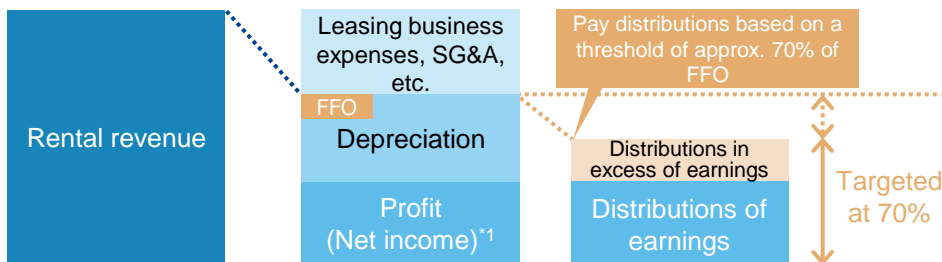 Rental revenue
Leasing business
expenses, SG&A,
etc.
FFO
Depreciation
Profit
(Net income)*1
Pay distributions based on a
threshold of approx. 70% of
FFO
Distributions in
excess of earnings
Distributions of
earnings
Targeted
at 70%